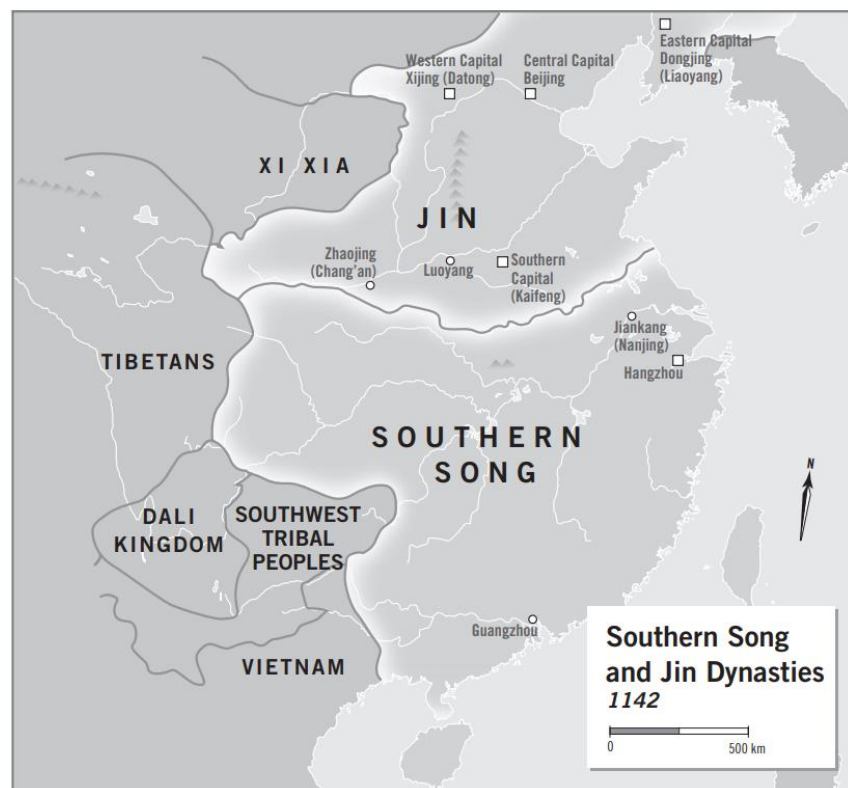 Western Capital
Xijing (Datong)
Central Capital
Beijing
Eastern Capital
Dongjing
(Liaoyang)
XI XIA
JIN
Zhaojing
(Chang'an)
Luoyang
Southern
Capital
(Kaifeng)
Jiankang
(Nanjing)
Hangzhou
TIBETANS
SOUTHERN
SONG
N
DALI
KINGDOM
SOUTHWEST
TRIBAL
PEOPLES
Guangzhou
VIETNAM
Southern Song
and Jin Dynasties
1142
0 500 km